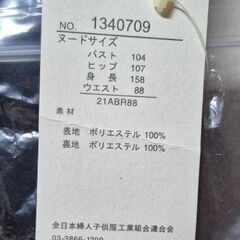 NO. 1340709
ヌードサイズ
バスト 104
ヒップ 107
身長 158
ウエスト 88
21ABR88
素材
表地 ポリエステル 100%
裏地 ポリエステル 100%
全日本婦人子供服工業組合連合会